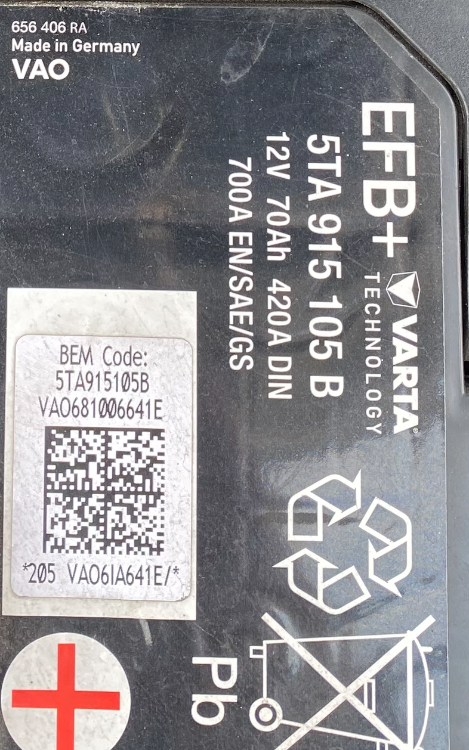 656 406 RA
Made in Germany
VAO
EFB+
VARTA
TECHNOLOGY
5TA 915 105 B
12V 70Ah 420A DIN
700A EN/SAE/GS
BEM Code:
5TA915105B
VAO681006641E
*205 VAO6IA641E/*
Pb